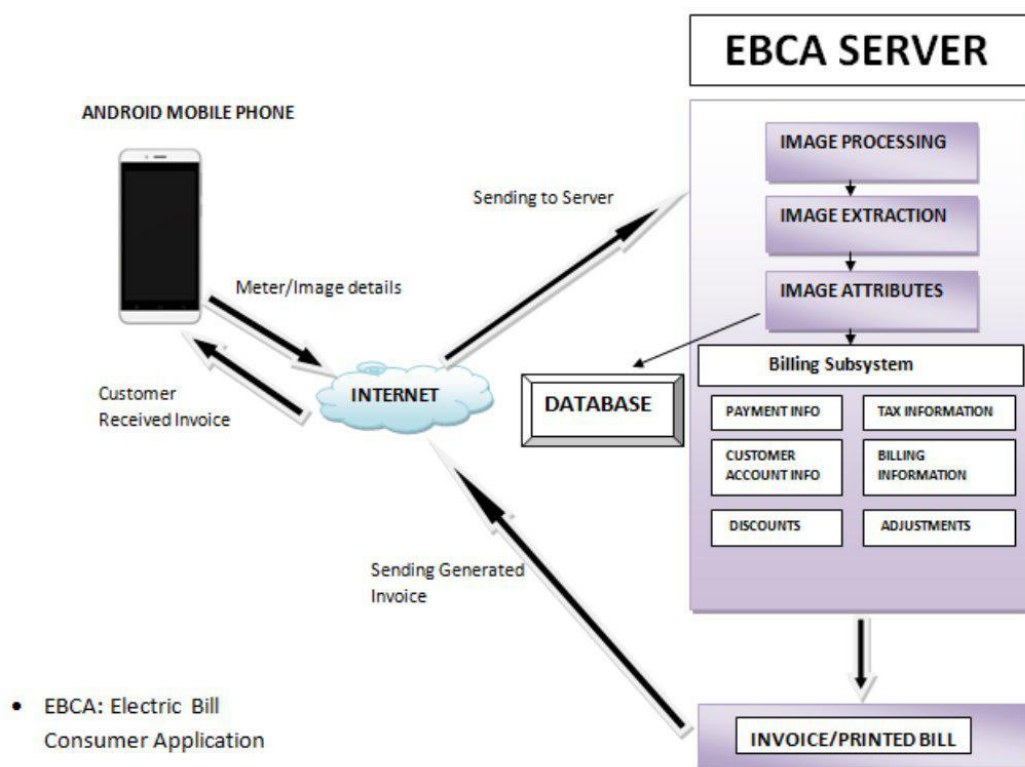 EBCA SERVER
ANDROID MOBILE PHONE
IMAGE PROCESSING
Sending to Server
IMAGE EXTRACTION
Meter/Image details
IMAGE ATTRIBUTES
Billing Subsystem
Customer
Received Invoice
INTERNET
DATABASE
PAYMENT INFO
TAX INFORMATION
CUSTOMER
ACCOUNT INFO
BILLING
INFORMATION
DISCOUNTS
ADJUSTMENTS
Sending Generated
Invoice
• EBCA: Electric Bill
Consumer Application
INVOICE/PRINTED BILL